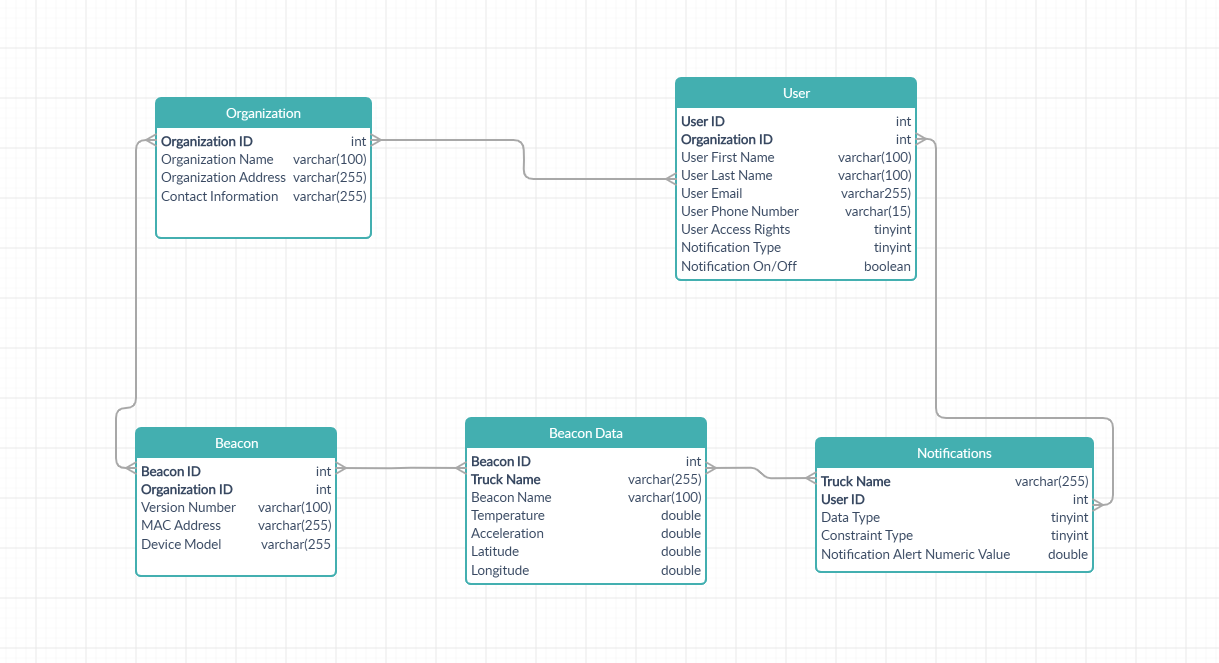 Organization
Organization ID int
Organization Name varchar(100)
Organization Address varchar(255)
Contact Information varchar(255)
User
User ID int
Organization ID int
User First Name varchar(100)
User Last Name varchar(100)
User Email varchar255)
User Phone Number varchar(15)
User Access Rights tinyint
Notification Type tinyint
Notification On/Off boolean
Beacon
Beacon ID int
Organization ID int
Version Number varchar(100)
MAC Address varchar(255)
Device Model varchar(255
Beacon Data
Beacon ID int
Truck Name varchar(255)
Beacon Name varchar(100)
Temperature double
Acceleration double
Latitude double
Longitude double
Notifications
Truck Name varchar(255)
User ID int
Data Type tinyint
Constraint Type tinyint
Notification Alert Numeric Value double